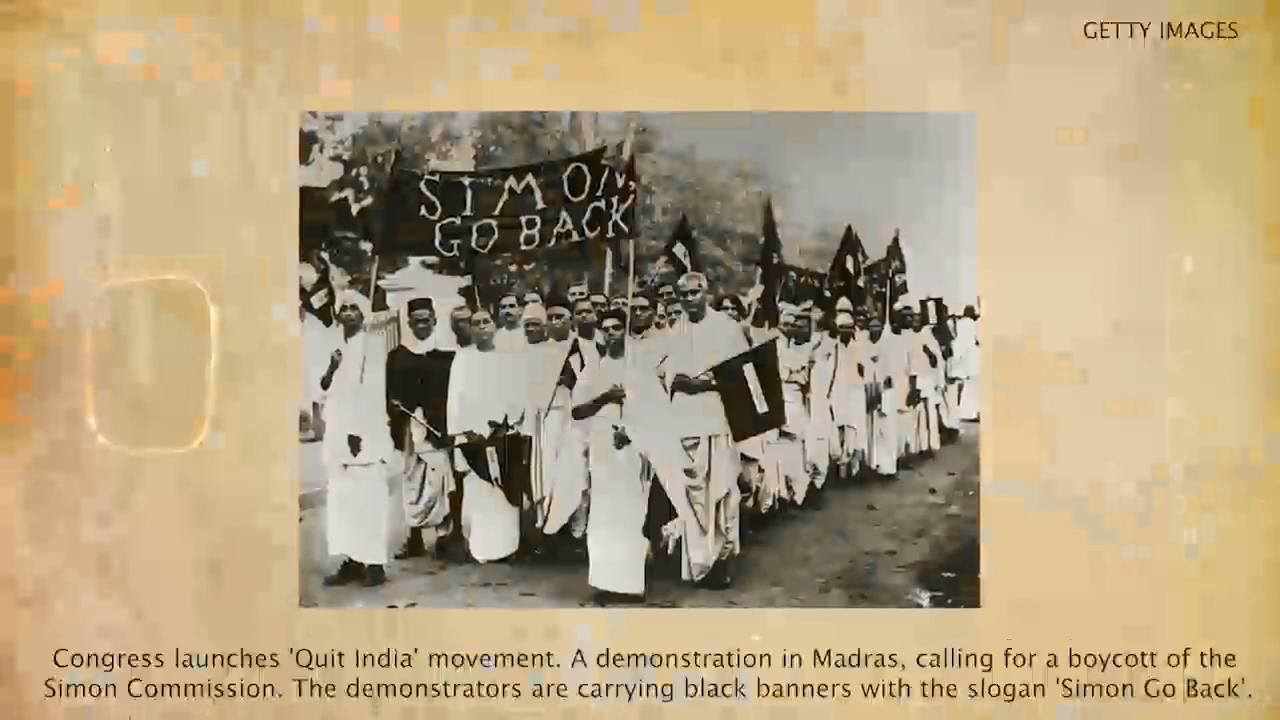 GETTY IMAGES
SIMON,
GO BACK
Congress launches 'Quit India' movement. A demonstration in Madras, calling for a boycott of the
Simon Commission. The demonstrators are carrying black banners with the slogan 'Simon Go Back'.